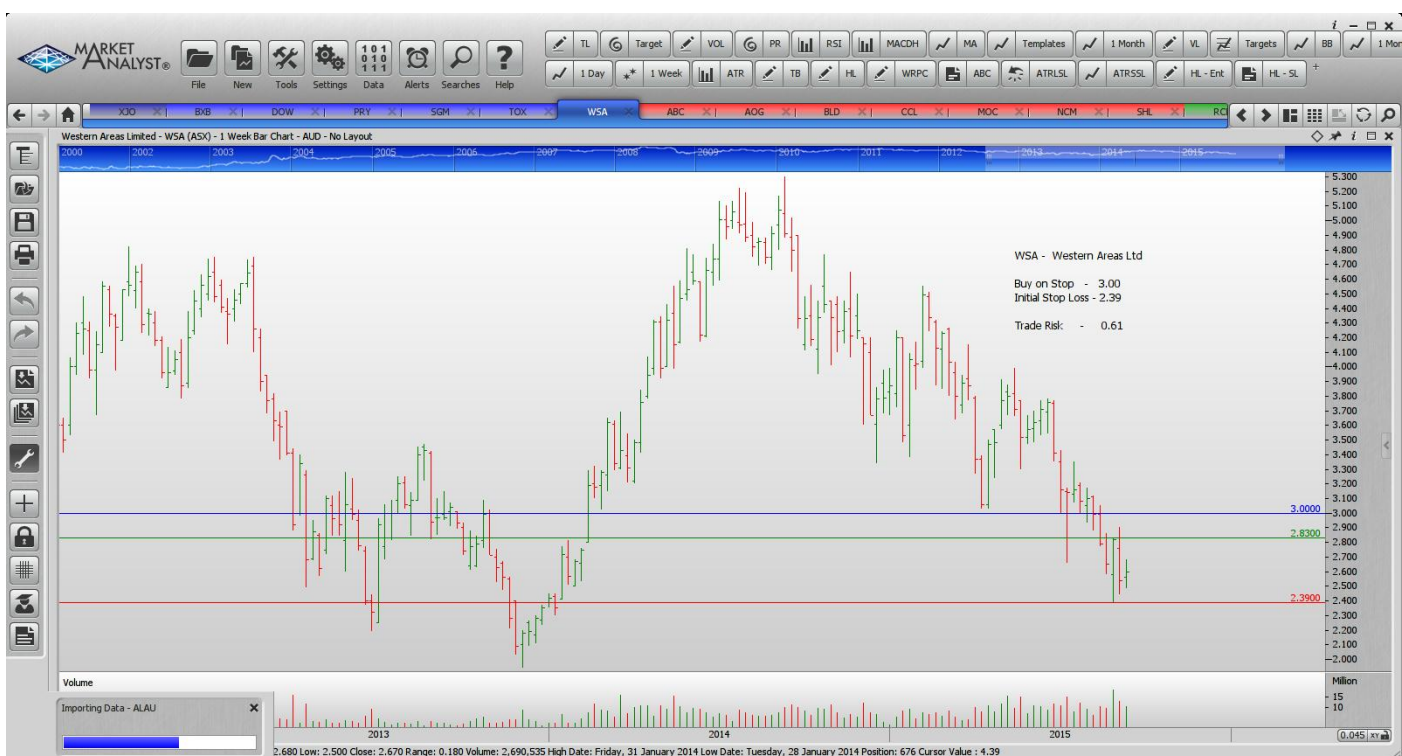 i
MARKET ANALYST®
File New Tools Settings Data Alerts Searches Help
TL Target VOL PR RSI MACDH MA Templates 1 Month VL Targets BB 1 Mor
1 Day 1 Week ATR TB HL WRPC ABC ATRLSL ATRSSL HL - Ent HL - SL +
XJO BXB DOW PRY SGM TOX WSA ABC AOG BLD CCL MOC NCM SHL RCI
Western Areas Limited - WSA (ASX) - 1 Week Bar Chart - AUD - No Layout
2000 2002 2003 2004 2005 2006 2007 2008 2009 2010 2011 2012 2013 2014 2015
5.300
5.200
5.100
5.000
4.900
4.800
4.700
4.600
4.500
4.400
4.300
4.200
4.100
4.000
3.900
3.800
3.700
3.600
3.500
3.400
3.300
3.200
3.100
3.000
2.900
2.800
2.700
2.600
2.500
2.400
2.300
2.200
2.100
2.000
WSA - Western Areas Ltd
Buy on Stop - 3.00
Initial Stop Loss - 2.39
Trade Risk - 0.61
3.0000
2.8300
2.3900
Volume
Million
15
10
Importing Data - ALAU
2013 2014 2015
0.045 XY
2.680 Low: 2.500 Close: 2.670 Range: 0.180 Volume: 2,690,535 High Date: Friday, 31 January 2014 Low Date: Tuesday, 28 January 2014 Position: 676 Cursor Value : 4.39